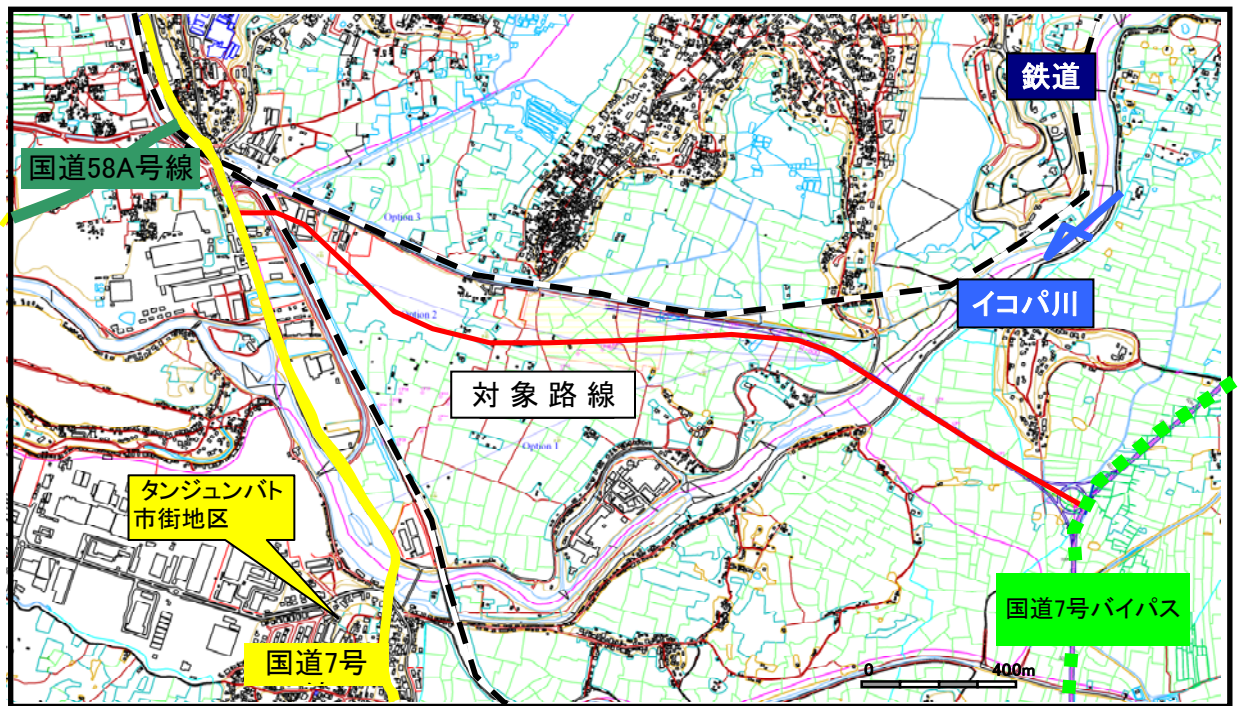 鉄道
国道58A号線
Option 3
イコパ川
Option 2
対象路線
Option 1
タンジュンバト
市街地区
国道7号バイパス
国道7号
0
400m